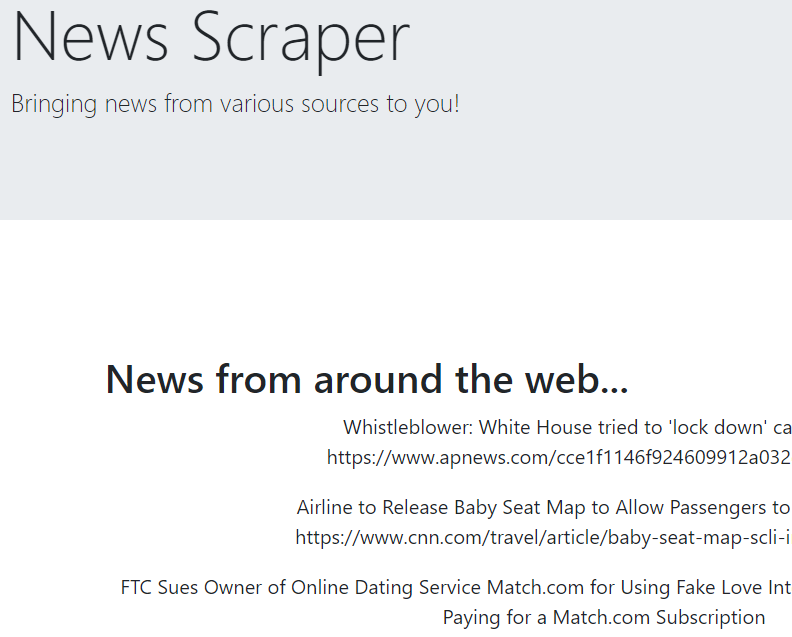 News Scraper
Bringing news from various sources to you!
News from around the web...
Whistleblower: White House tried to 'lock down' ca
https://www.apnews.com/cce1f1146f924609912a032
Airline to Release Baby Seat Map to Allow Passengers to
https://www.cnn.com/travel/article/baby-seat-map-scli-i
FTC Sues Owner of Online Dating Service Match.com for Using Fake Love Int
Paying for a Match.com Subscription